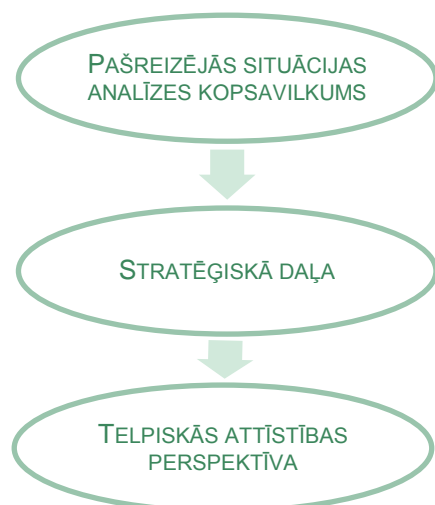 PAŠREIZĒJĀS SITUĀCIJAS
ANALĪZES KOPSAVILKUMS
STRATĒĢISKĀ DAĻA
TELPISKĀS ATTĪSTĪBAS
PERSPEKTĪVA